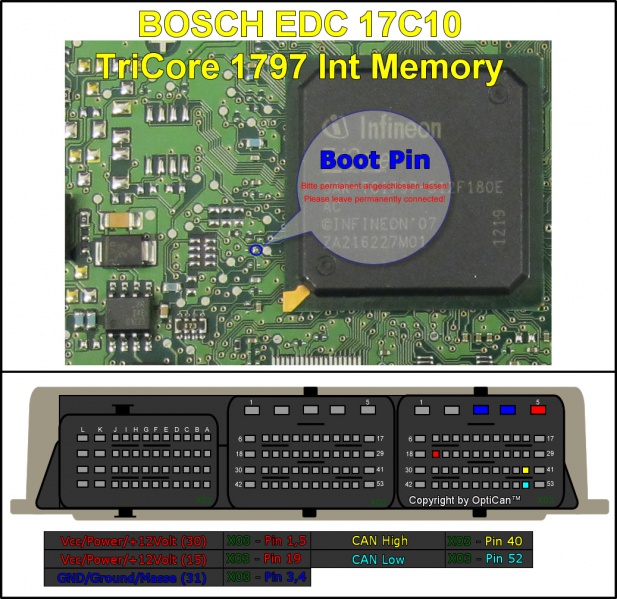 BOSCH EDC 17C10
TriCore 1797 Int Memory
Infineon
Boot Pin
Bitte permanent angeschlossen lassen!
Please leave permanently connected!
F180E
AC
©INFINEON'07
ZA216227M01
1219
1 5
1 5
L K J I H G F E D C B A
6 17
6 17
18 29
18 29
30 41
30 41
42 53
42 53
Copyright by OptiCan™
Vcc/Power/+12Volt (30) X03 - Pin 1,5 CAN High X03 - Pin 40
Vcc/Power/+12Volt (15) X03 - Pin 19 CAN Low X03 - Pin 52
GND/Ground/Masse (31) X03 - Pin 3,4